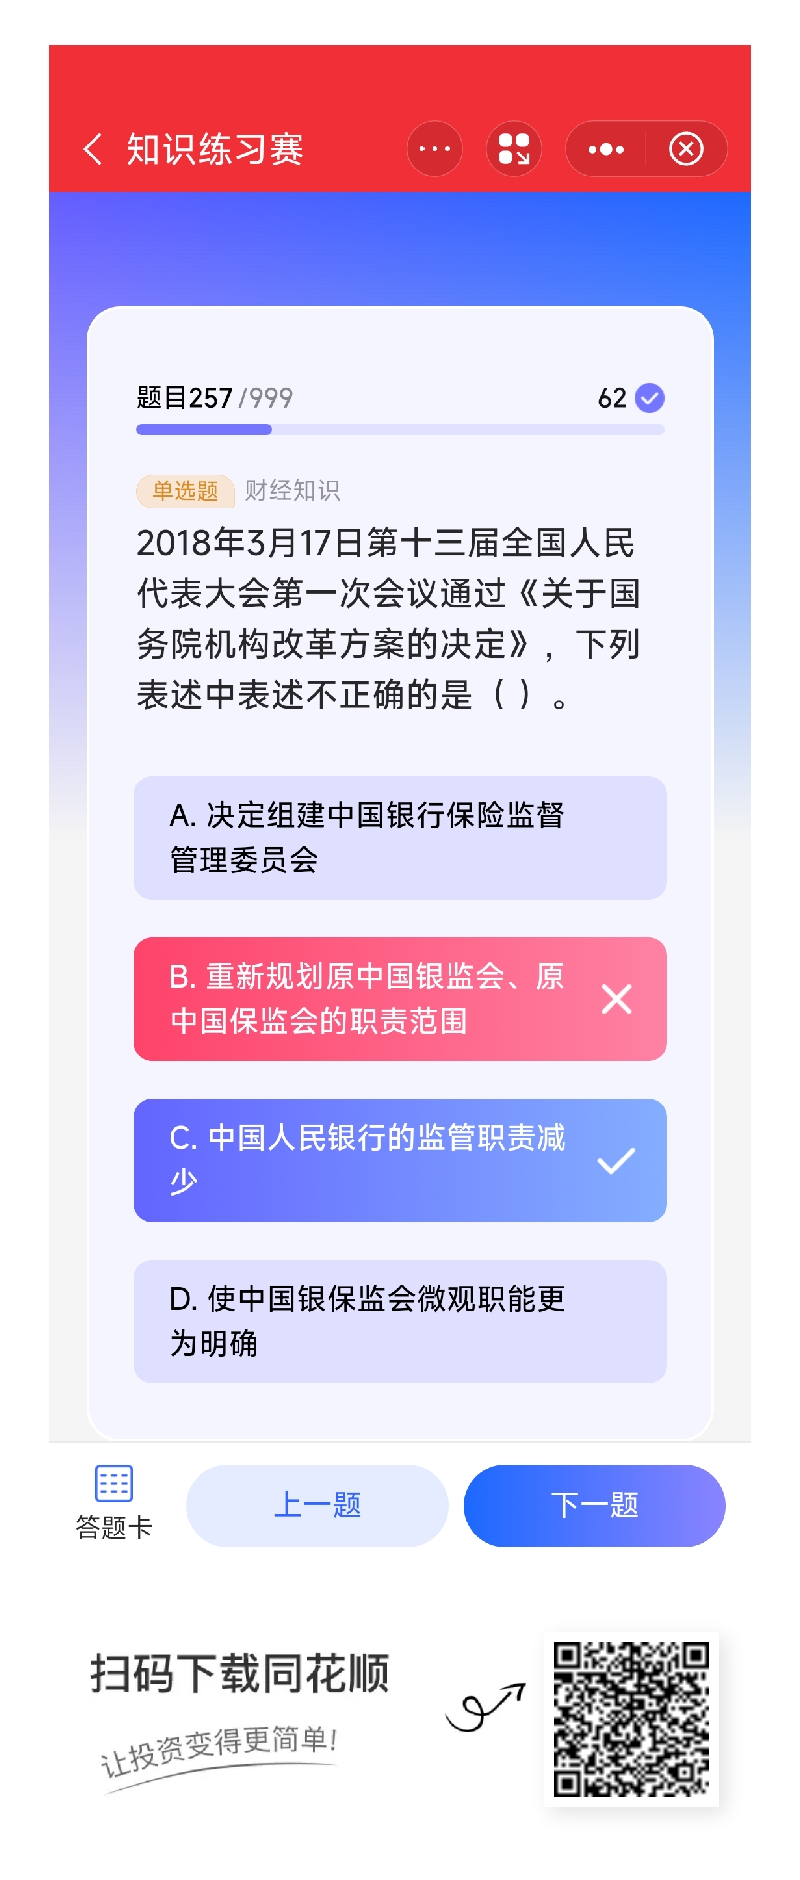 知识练习赛
题目257/999 62
单选题 财经知识
2018年3月17日第十三届全国人民
代表大会第一次会议通过《关于国
务院机构改革方案的决定》，下列
表述中表述不正确的是（ ）。
A. 决定组建中国银行保险监督
管理委员会
B. 重新规划原中国银监会、原
中国保监会的职责范围
C. 中国人民银行的监管职责减
少
D. 使中国银保监会微观职能更
为明确
答题卡
上一题
下一题
扫码下载同花顺
让投资变得更简单!